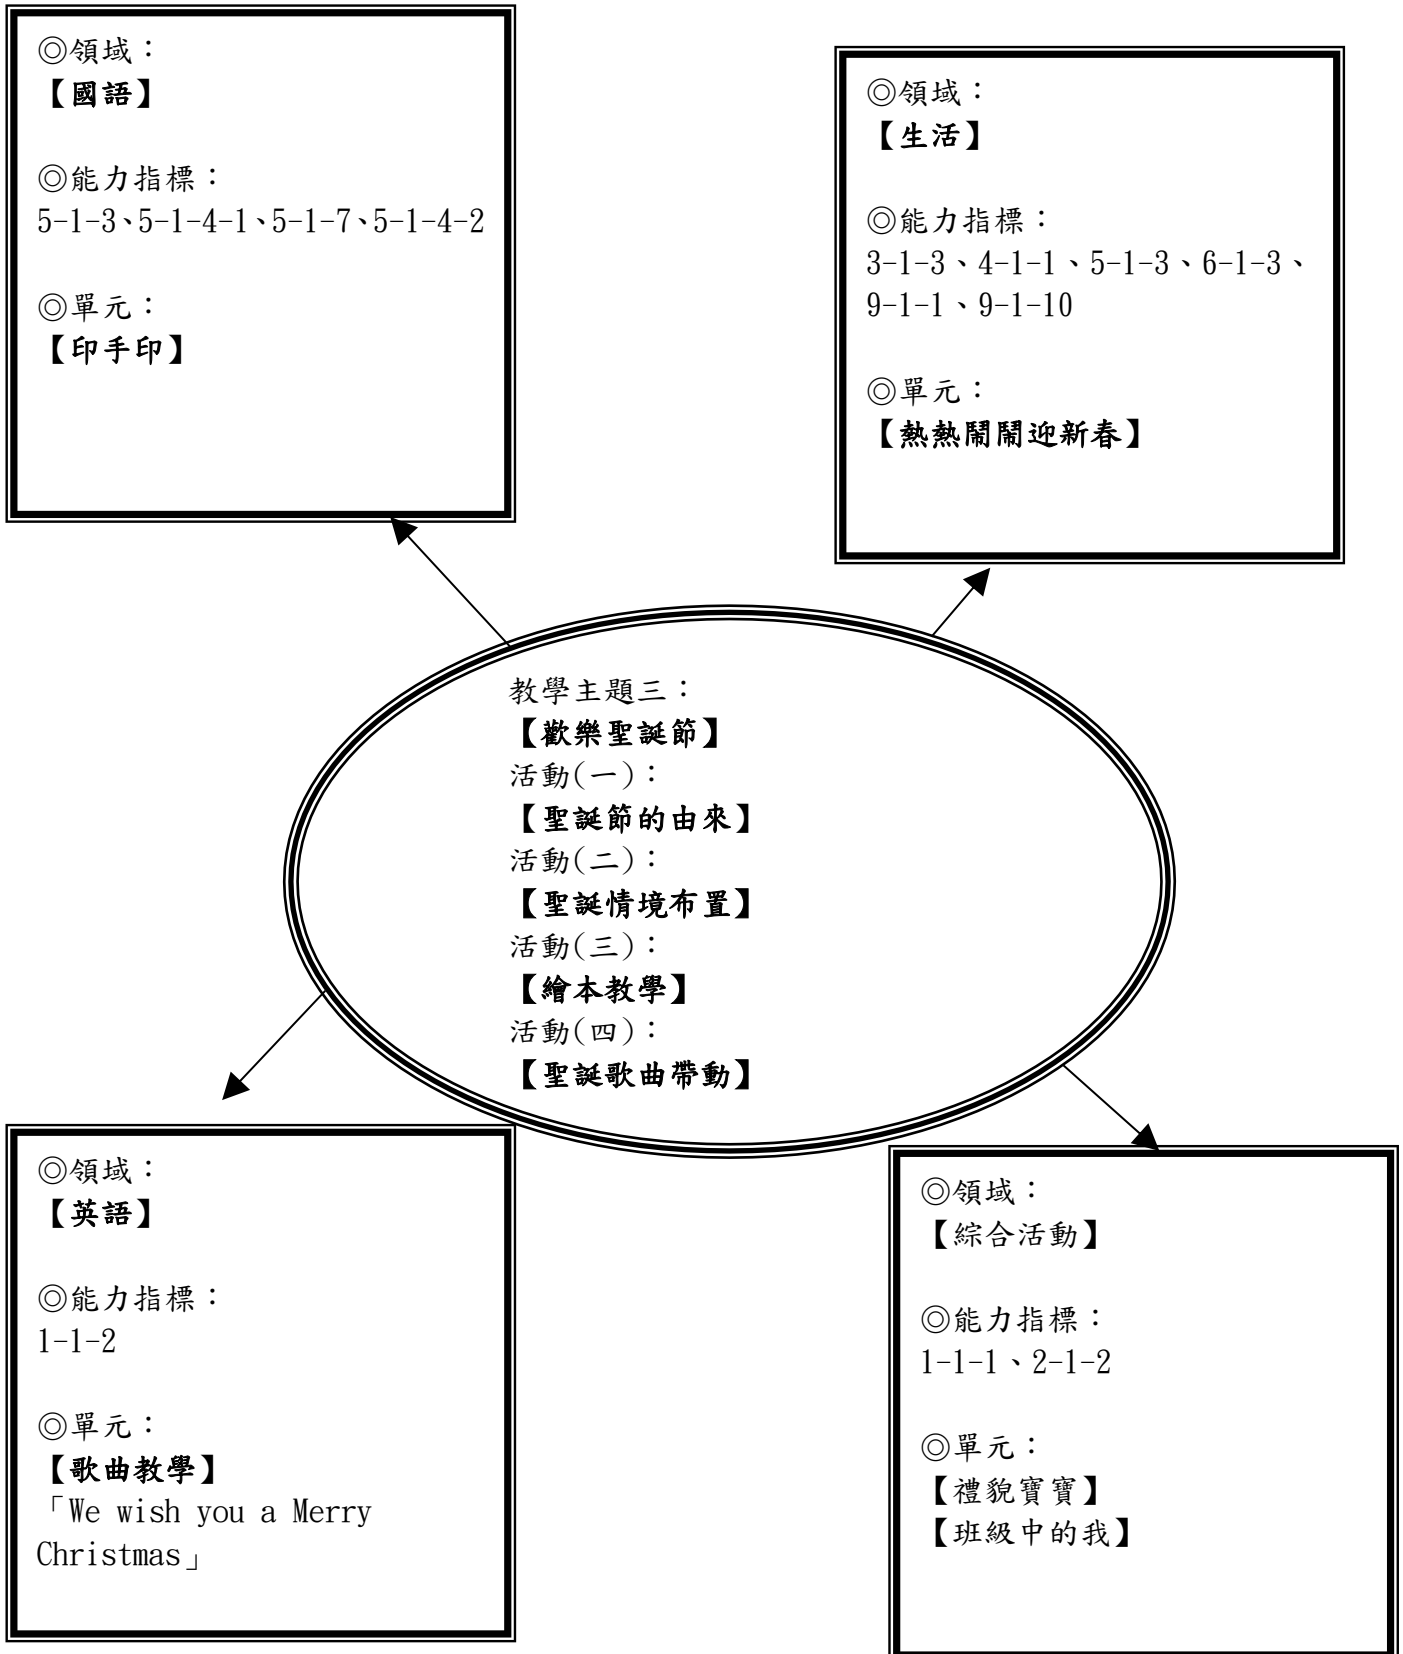 ◎領域：
【國語】
◎能力指標：
5-1-3、5-1-4-1、5-1-7、5-1-4-2
◎單元：
【印手印】
◎領域：
【生活】
◎能力指標：
3-1-3、4-1-1、5-1-3、6-1-3、
9-1-1、9-1-10
◎單元：
【熱熱鬧鬧迎新春】
教學主題三：
【歡樂聖誕節】
活動(一)：
【聖誕節的由來】
活動(二)：
【聖誕情境布置】
活動(三)：
【繪本教學】
活動(四)：
【聖誕歌曲帶動】
◎領域：
【英語】
◎能力指標：
1-1-2
◎單元：
【歌曲教學】
「We wish you a Merry
Christmas」
◎領域：
【綜合活動】
◎能力指標：
1-1-1、2-1-2
◎單元：
【禮貌寶寶】
【班級中的我】